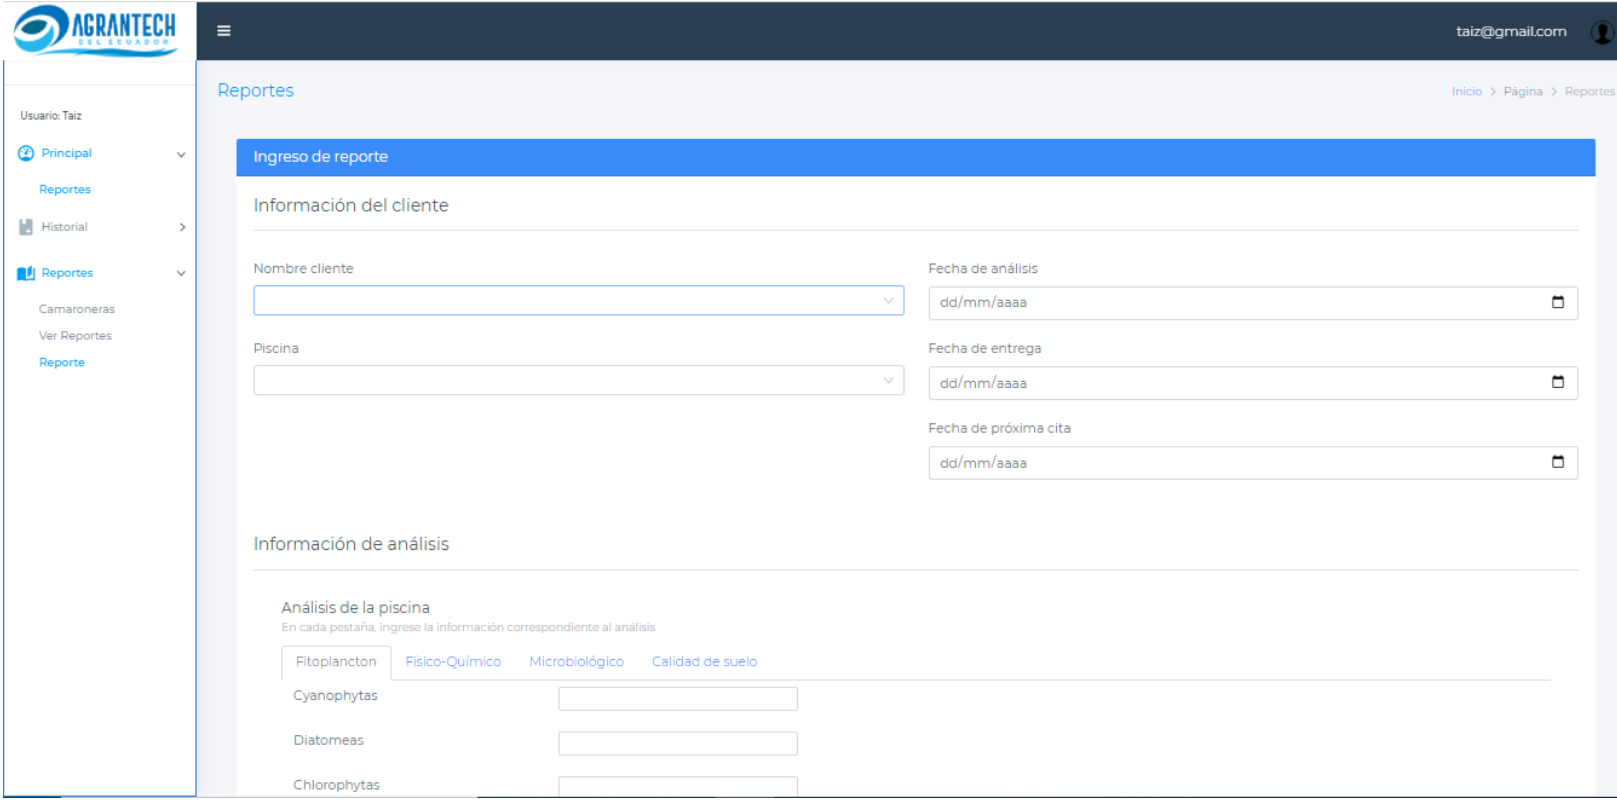 AGRANTECH
DEL ECUADOR
taiz@gmail.com
Reportes
Inicio > Página > Reportes
Usuario: Taiz
Principal
Reportes
Historial
Reportes
Camaroneras
Ver Reportes
Reporte
Ingreso de reporte
Información del cliente
Nombre cliente
Fecha de análisis
dd/mm/aaaa
Piscina
Fecha de entrega
dd/mm/aaaa
Fecha de próxima cita
dd/mm/aaaa
Información de análisis
Análisis de la piscina
En cada pestaña, ingrese la información correspondiente al análisis
Fitoplancton Físico-Químico Microbiológico Calidad de suelo
Cyanophytas
Diatomeas
Chlorophytas